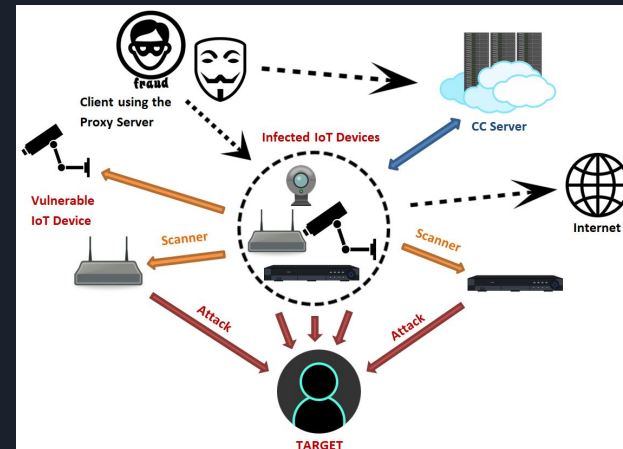 fraud
Client using the
Proxy Server
CC Server
Infected IoT Devices
Vulnerable
IoT Device
Internet
Scanner
Scanner
Attack
Attack
TARGET